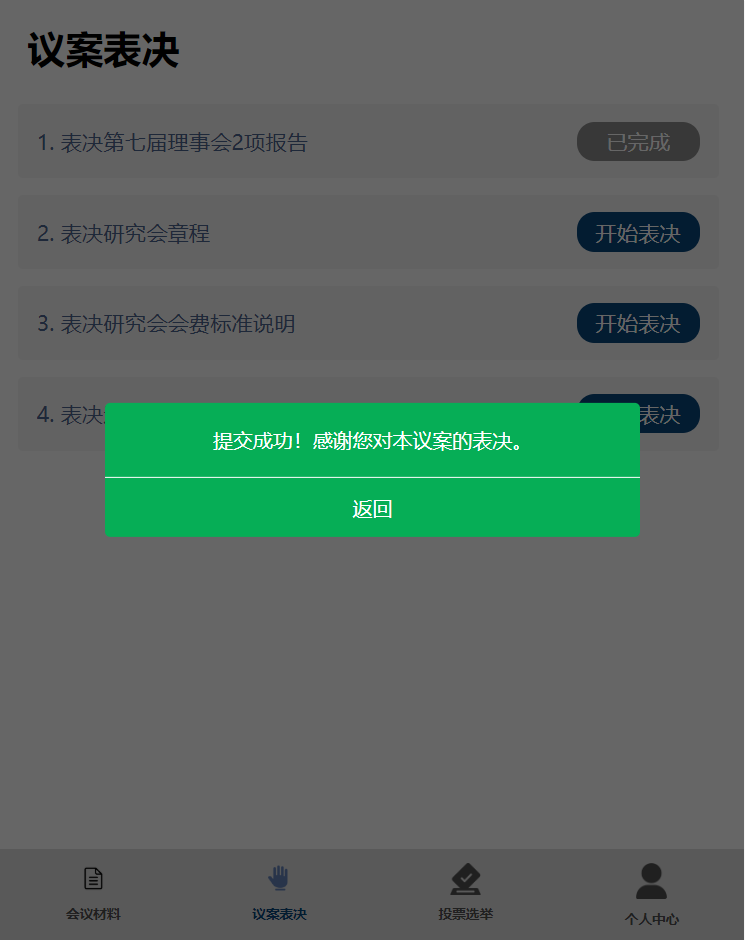 议案表决
1. 表决第七届理事会2项报告
已完成
2. 表决研究会章程
开始表决
3. 表决研究会会费标准说明
开始表决
4. 表决
表决
提交成功！感谢您对本议案的表决。
返回
会议材料
议案表决
投票选举
个人中心